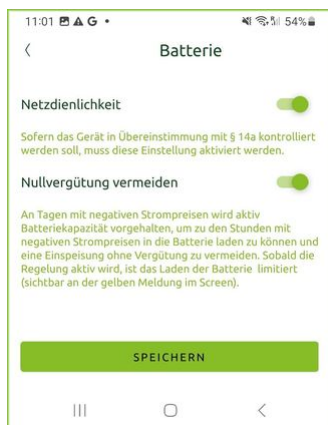 11:01 G • 54%
Batterie
Netzdienlichkeit
Sofern das Gerät in Übereinstimmung mit § 14a kontrolliert
werden soll, muss diese Einstellung aktiviert werden.
Nullvergütung vermeiden
An Tagen mit negativen Strompreisen wird aktiv
Batteriekapazität vorgehalten, um zu den Stunden mit
negativen Strompreisen in die Batterie laden zu können und
eine Einspeisung ohne Vergütung zu vermeiden. Sobald die
Regelung aktiv wird, ist das Laden der Batterie limitiert
(sichtbar an der gelben Meldung im Screen).
SPEICHERN